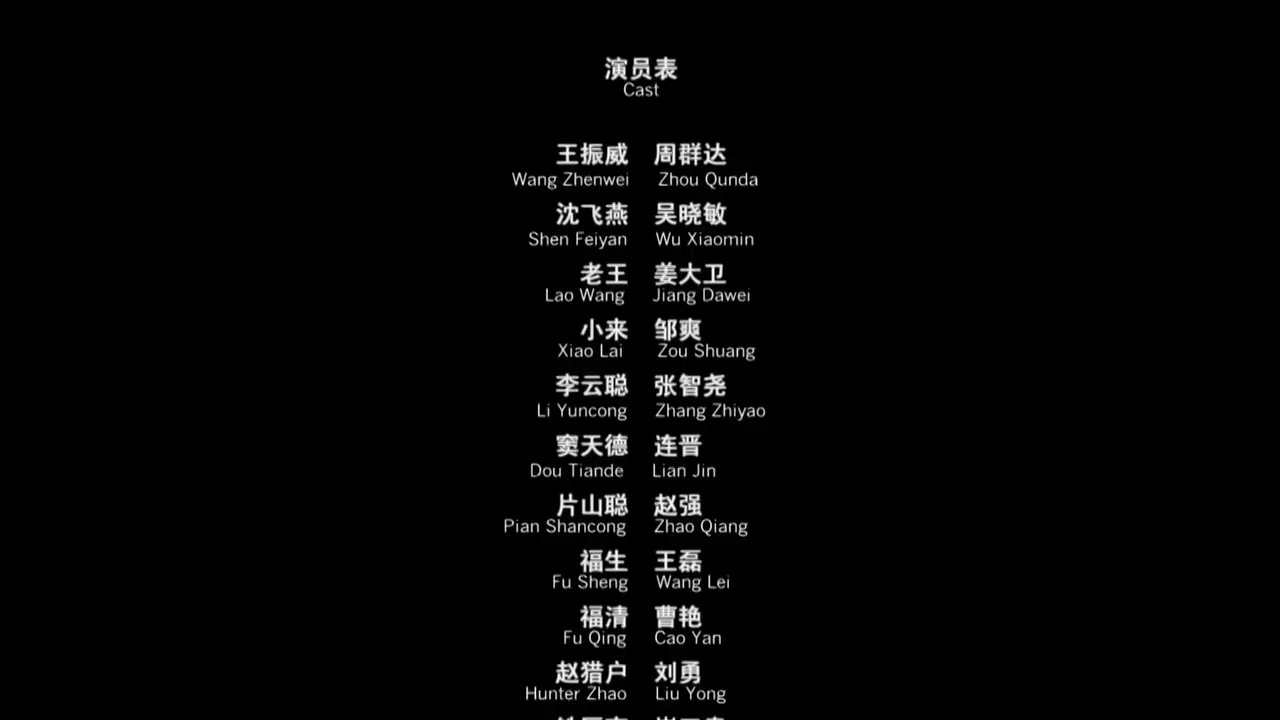 演员表
Cast
王振威 周群达
Wang Zhenwei Zhou Qunda
沈飞燕 吴晓敏
Shen Feiyan Wu Xiaomin
老王 姜大卫
Lao Wang Jiang Dawei
小来 邹爽
Xiao Lai Zou Shuang
李云聪 张智尧
Li Yuncong Zhang Zhiyao
窦天德 连晋
Dou Tiande Lian Jin
片山聪 赵强
Pian Shancong Zhao Qiang
福生 王磊
Fu Sheng Wang Lei
福清 曹艳
Fu Qing Cao Yan
赵猎户 刘勇
Hunter Zhao Liu Yong